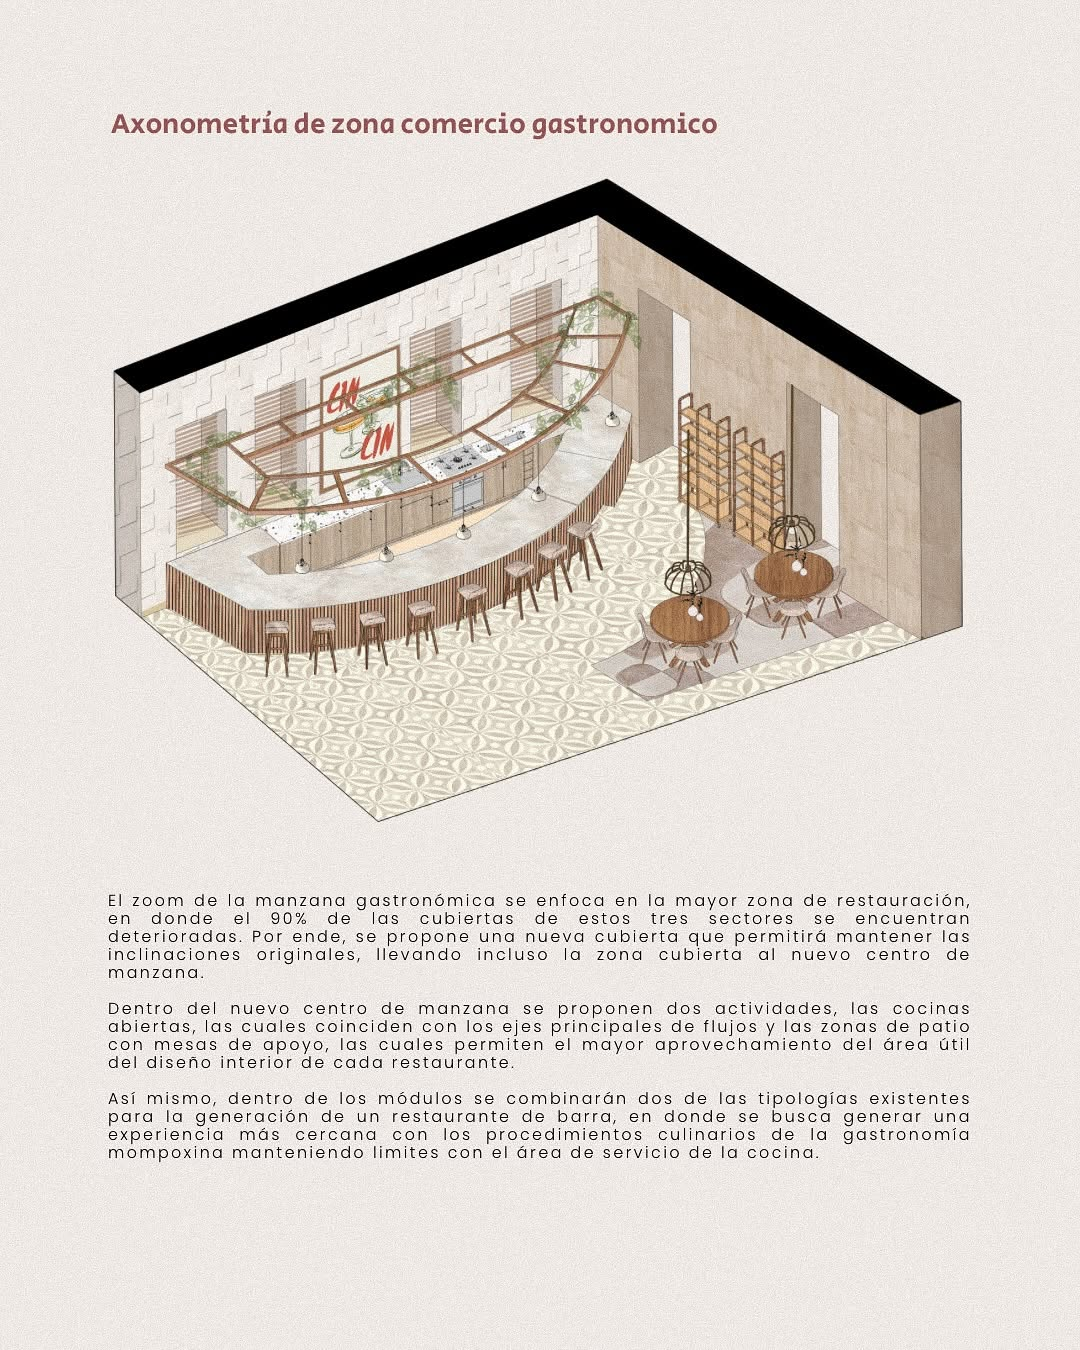 Axonometría de zona comercio gastronomico
CIN
CIN
El zoom de la manzana gastronómica se enfoca en la mayor zona de restauración,
en donde el 90% de las cubiertas de estos tres sectores se encuentran
deterioradas. Por ende, se propone una nueva cubierta que permitirá mantener las
inclinaciones originales, llevando incluso la zona cubierta al nuevo centro de
manzana.
Dentro del nuevo centro de manzana se proponen dos actividades, las cocinas
abiertas, las cuales coinciden con los ejes principales de flujos y las zonas de patio
con mesas de apoyo, las cuales permiten el mayor aprovechamiento del área útil
del diseño interior de cada restaurante.
Así mismo, dentro de los módulos se combinarán dos de las tipologías existentes
para la generación de un restaurante de barra, en donde se busca generar una
experiencia más cercana con los procedimientos culinarios de la gastronomía
mompoxina manteniendo limites con el área de servicio de la cocina.